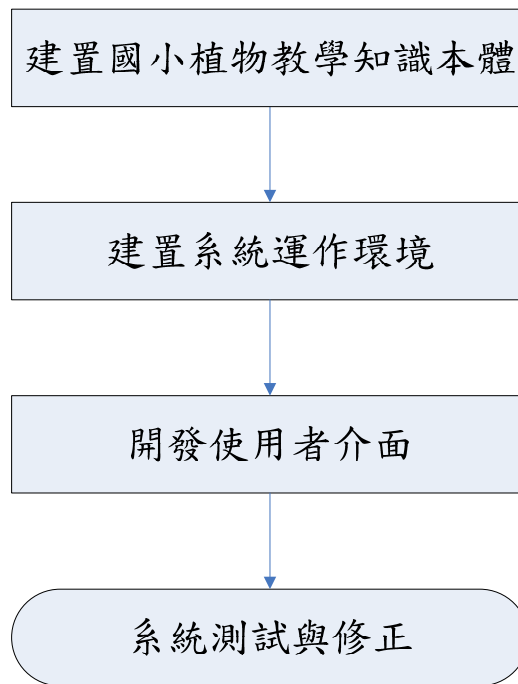 建置國小植物教學知識本體
建置系統運作環境
開發使用者介面
系統測試與修正